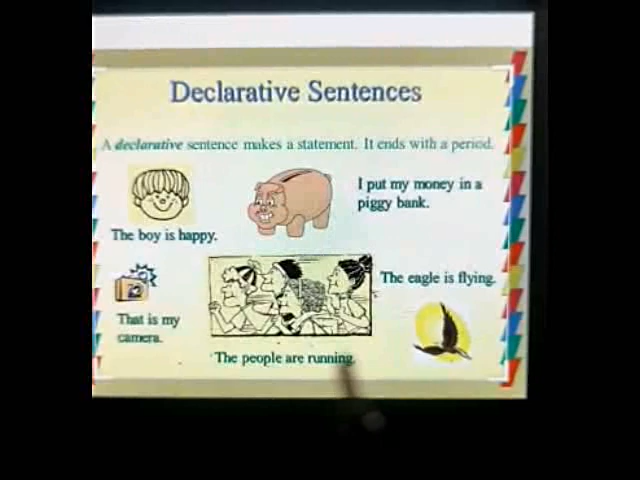 Declarative Sentences
A declarative sentence makes a statement. It ends with a period.
I put my money in a
piggy bank.
The boy is happy.
The eagle is flying.
That is my
camera.
The people are running.